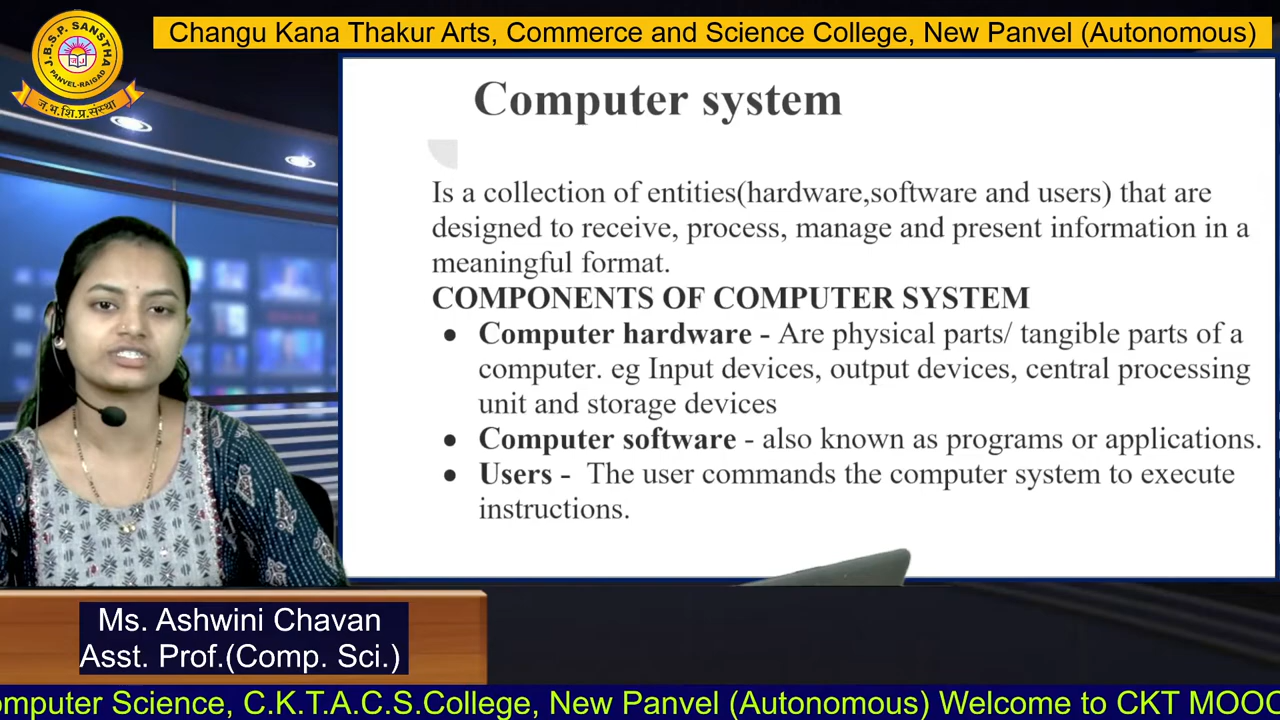 J.B.S.P. SANSTHA
PANVEL-RAIGAD
ज.भ.शि.प्र.संस्था
Changu Kana Thakur Arts, Commerce and Science College, New Panvel (Autonomous)
Computer system
Is a collection of entities(hardware,software and users) that are
designed to receive, process, manage and present information in a
meaningful format.
COMPONENTS OF COMPUTER SYSTEM
● Computer hardware - Are physical parts/ tangible parts of a
computer. eg Input devices, output devices, central processing
unit and storage devices
● Computer software - also known as programs or applications.
● Users - The user commands the computer system to execute
instructions.
Ms. Ashwini Chavan
Asst. Prof.(Comp. Sci.)
omputer Science, C.K.T.A.C.S.College, New Panvel (Autonomous) Welcome to CKT MOOC